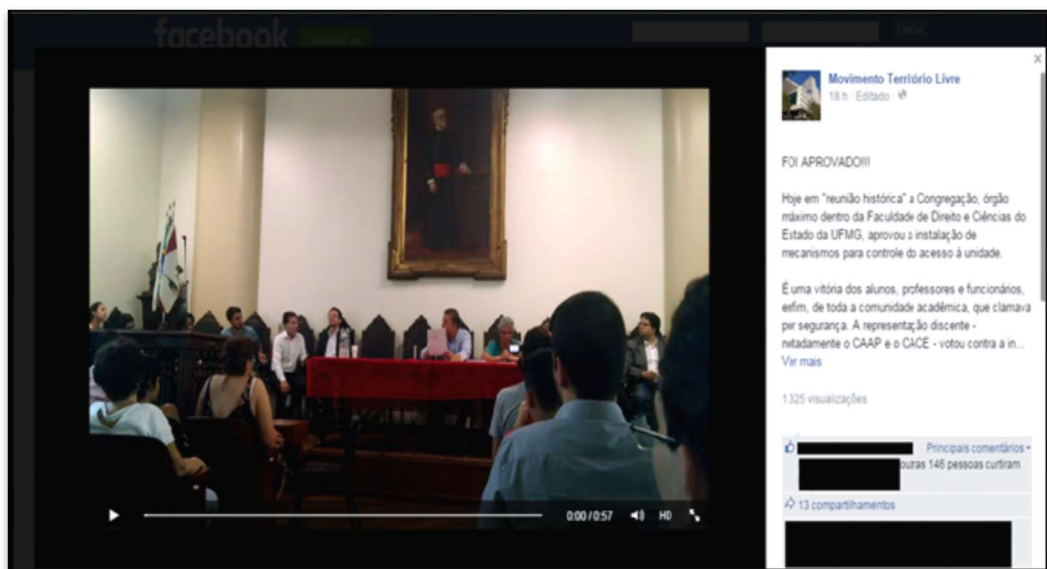 facebook
Entrar
Movimento Território Livre
18 h · Editado ·
FOI APROVADO!!!
Hoje em "reunião histórica" a Congregação, órgão
máximo dentro da Faculdade de Direito e Ciências do
Estado da UFMG, aprovou a instalação de
mecanismos para controle do acesso à unidade.
É uma vitória dos alunos, professores e funcionários,
enfim, de toda a comunidade acadêmica, que clamava
por segurança. A representação discente -
notadamente o CAAP e o CACE - votou contra a in...
Ver mais
1325 visualizações
Principais comentários
outras 146 pessoas curtiram
13 compartilhamentos
0:00 / 0:57 HD